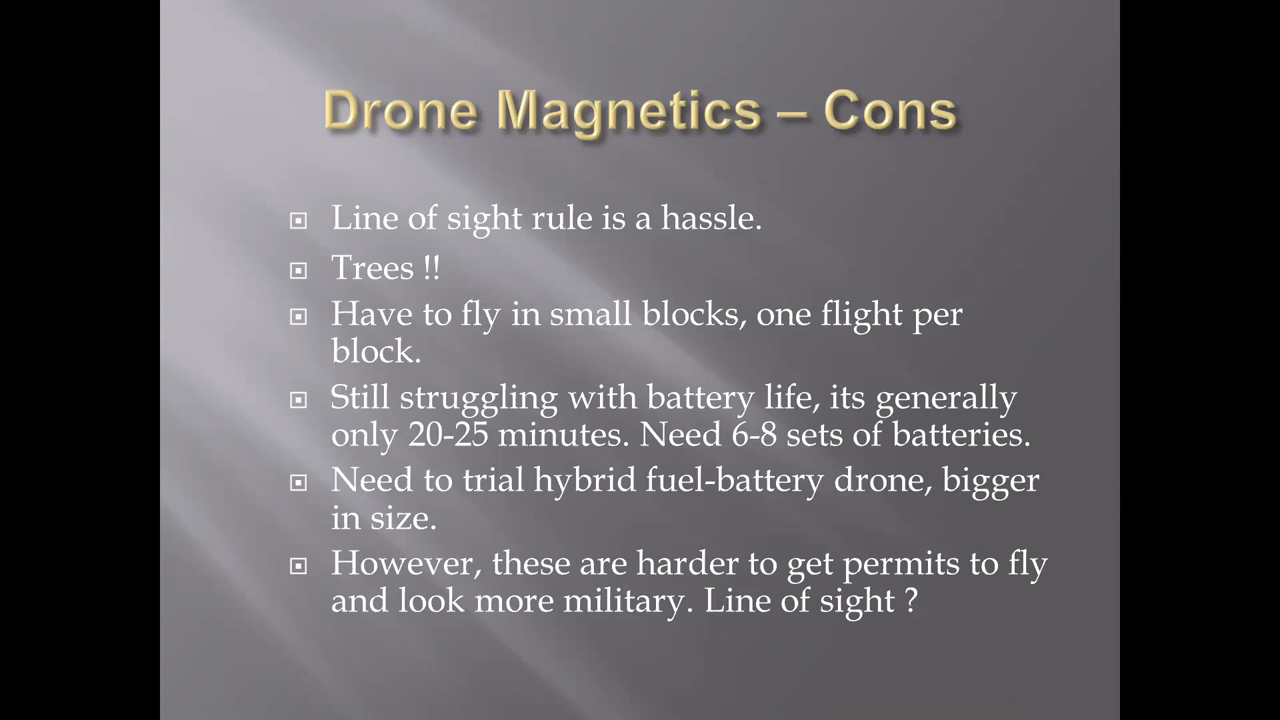 Drone Magnetics – Cons
Line of sight rule is a hassle.
Trees !!
Have to fly in small blocks, one flight per
block.
Still struggling with battery life, its generally
only 20-25 minutes. Need 6-8 sets of batteries.
Need to trial hybrid fuel-battery drone, bigger
in size.
However, these are harder to get permits to fly
and look more military. Line of sight ?